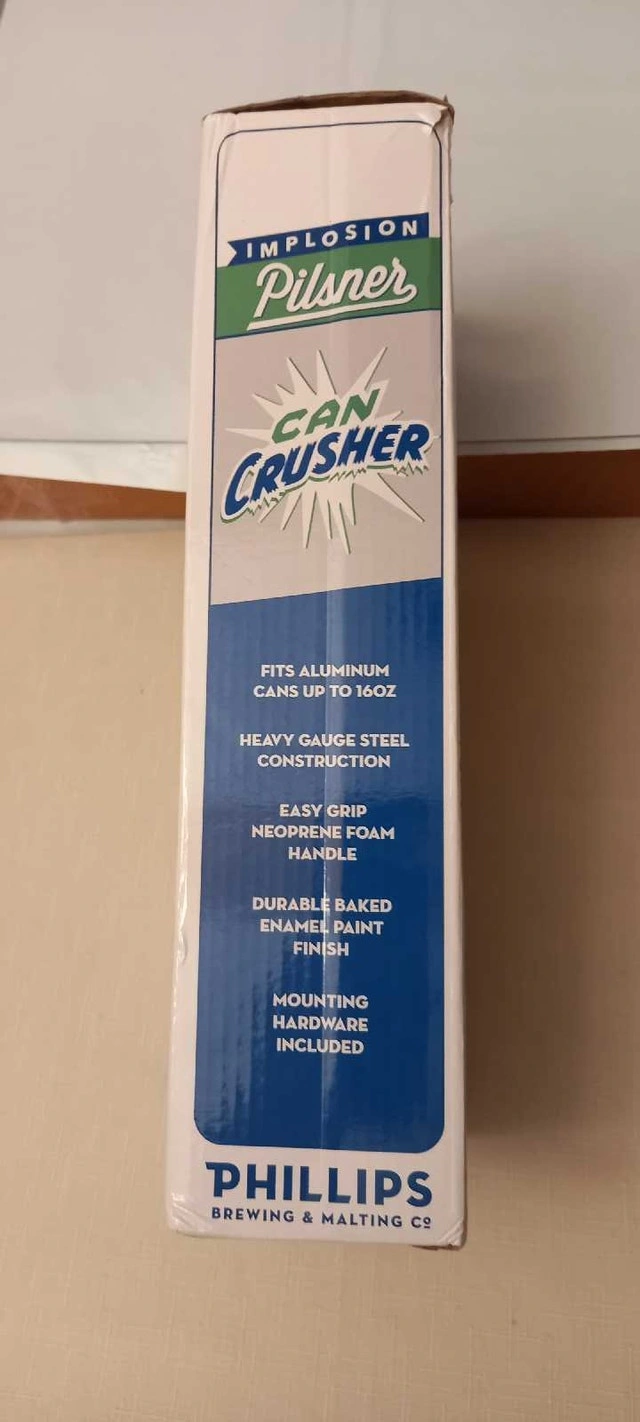 IMPLOSION
Pilsner
CAN
CRUSHER
FITS ALUMINUM
CANS UP TO 16OZ
HEAVY GAUGE STEEL
CONSTRUCTION
EASY GRIP
NEOPRENE FOAM
HANDLE
DURABLE BAKED
ENAMEL PAINT
FINISH
MOUNTING
HARDWARE
INCLUDED
PHILLIPS
BREWING & MALTING Cº